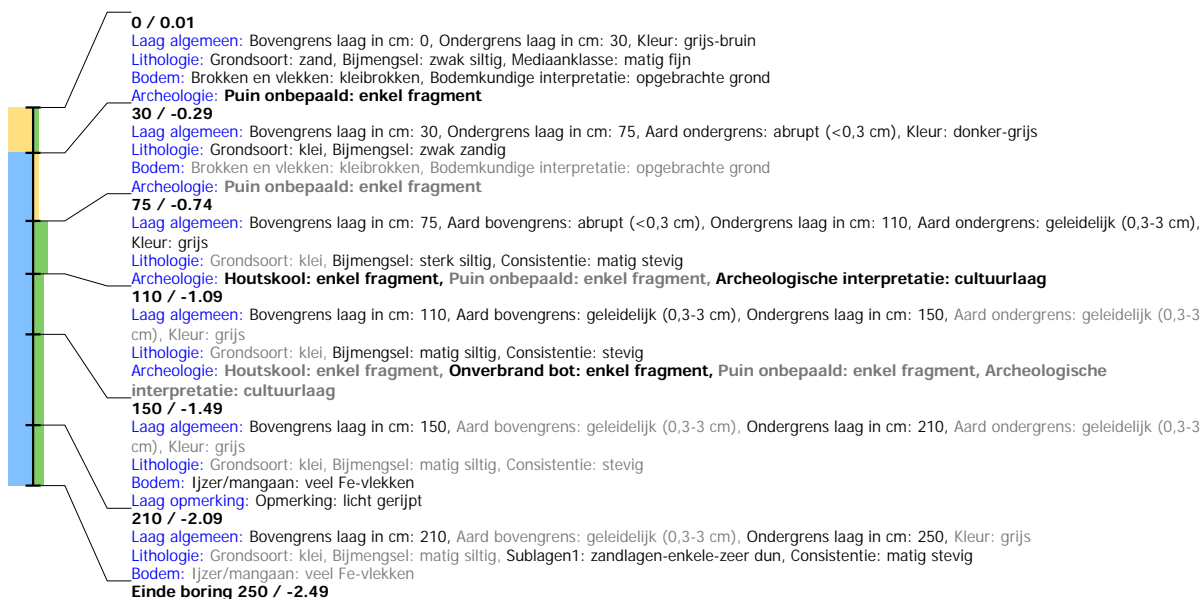 0 / 0.01
Laag algemeen: Bovengrens laag in cm: 0, Ondergrens laag in cm: 30, Kleur: grijs-bruin
Lithologie: Grondsoort: zand, Bijmengsel: zwak siltig, Mediaanklasse: matig fijn
Bodem: Brokken en vlekken: kleibrokken, Bodemkundige interpretatie: opgebrachte grond
Archeologie: Puin onbepaald: enkel fragment
30 / -0.29
Laag algemeen: Bovengrens laag in cm: 30, Ondergrens laag in cm: 75, Aard ondergrens: abrupt (<0,3 cm), Kleur: donker-grijs
Lithologie: Grondsoort: klei, Bijmengsel: zwak zandig
Bodem: Brokken en vlekken: kleibrokken, Bodemkundige interpretatie: opgebrachte grond
Archeologie: Puin onbepaald: enkel fragment
75 / -0.74
Laag algemeen: Bovengrens laag in cm: 75, Aard bovengrens: abrupt (<0,3 cm), Ondergrens laag in cm: 110, Aard ondergrens: geleidelijk (0,3-3 cm),
Kleur: grijs
Lithologie: Grondsoort: klei, Bijmengsel: sterk siltig, Consistentie: matig stevig
Archeologie: Houtskool: enkel fragment, Puin onbepaald: enkel fragment, Archeologische interpretatie: cultuurlaag
110 / -1.09
Laag algemeen: Bovengrens laag in cm: 110, Aard bovengrens: geleidelijk (0,3-3 cm), Ondergrens laag in cm: 150, Aard ondergrens: geleidelijk (0,3-3
cm), Kleur: grijs
Lithologie: Grondsoort: klei, Bijmengsel: matig siltig, Consistentie: stevig
Archeologie: Houtskool: enkel fragment, Onverbrand bot: enkel fragment, Puin onbepaald: enkel fragment, Archeologische
interpretatie: cultuurlaag
150 / -1.49
Laag algemeen: Bovengrens laag in cm: 150, Aard bovengrens: geleidelijk (0,3-3 cm), Ondergrens laag in cm: 210, Aard ondergrens: geleidelijk (0,3-3
cm), Kleur: grijs
Lithologie: Grondsoort: klei, Bijmengsel: matig siltig, Consistentie: stevig
Bodem: Ijzer/mangaan: veel Fe-vlekken
Laag opmerking: Opmerking: licht gerijpt
210 / -2.09
Laag algemeen: Bovengrens laag in cm: 210, Aard bovengrens: geleidelijk (0,3-3 cm), Ondergrens laag in cm: 250, Kleur: grijs
Lithologie: Grondsoort: klei, Bijmengsel: matig siltig, Sublagen1: zandlagen-enkele-zeer dun, Consistentie: matig stevig
Bodem: Ijzer/mangaan: veel Fe-vlekken
Einde boring 250 / -2.49